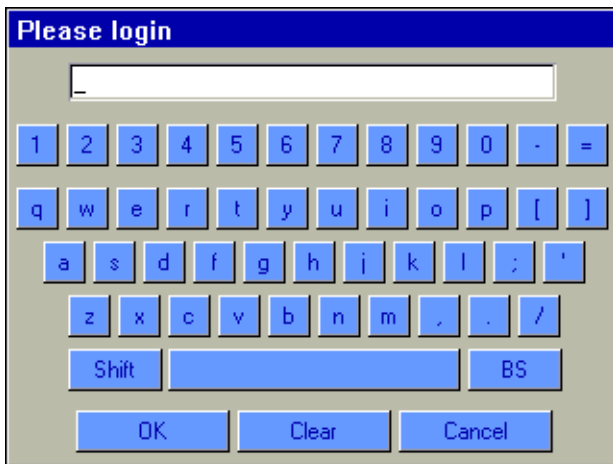 Please login
_
1 2 3 4 5 6 7 8 9 0 - =
q w e r t y u i o p [ ]
a s d f g h j k l ; '
z x c v b n m , . /
Shift BS
OK Clear Cancel